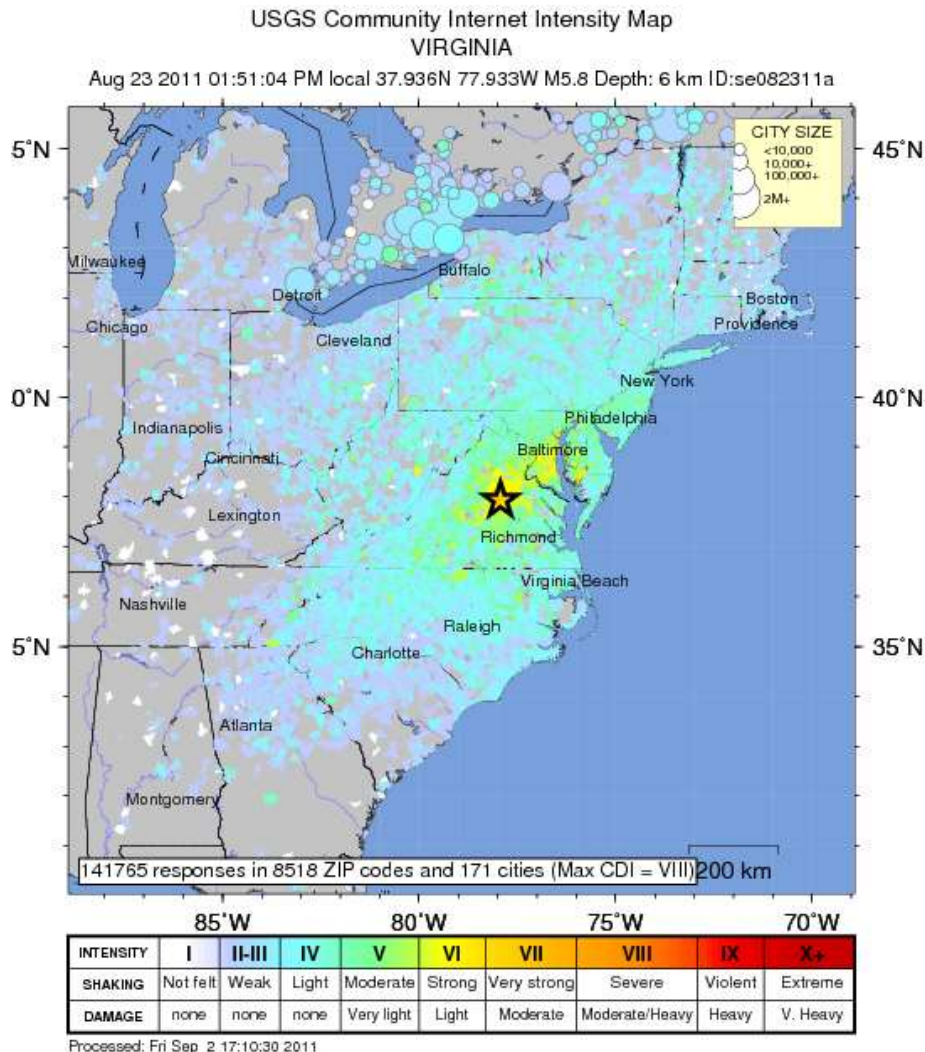 USGS Community Internet Intensity Map
VIRGINIA
Aug 23 2011 01:51:04 PM local 37.936N 77.933W M5.8 Depth: 6 km ID:se082311a
CITY SIZE
<10,000
10,000+
100,000+
2M+
5°N
45°N
Milwaukee
Buffalo
Detroit
Boston
Chicago
Providence
Cleveland
New York
0°N
40°N
Philadelphia
Indianapolis
Baltimore
Cincinnati
Lexington
Richmond
Virginia Beach
Nashville
Raleigh
5°N
35°N
Charlotte
Atlanta
Montgomery
141765 responses in 8518 ZIP codes and 171 cities (Max CDI = VIII)
200 km
85°W 80°W 75°W 70°W
INTENSITY I II-III IV V VI VII VIII IX X+
SHAKING Not felt Weak Light Moderate Strong Very strong Severe Violent Extreme
DAMAGE none none none Very light Light Moderate Moderate/Heavy Heavy V. Heavy
Processed: Fri Sep 2 17:10:30 2011